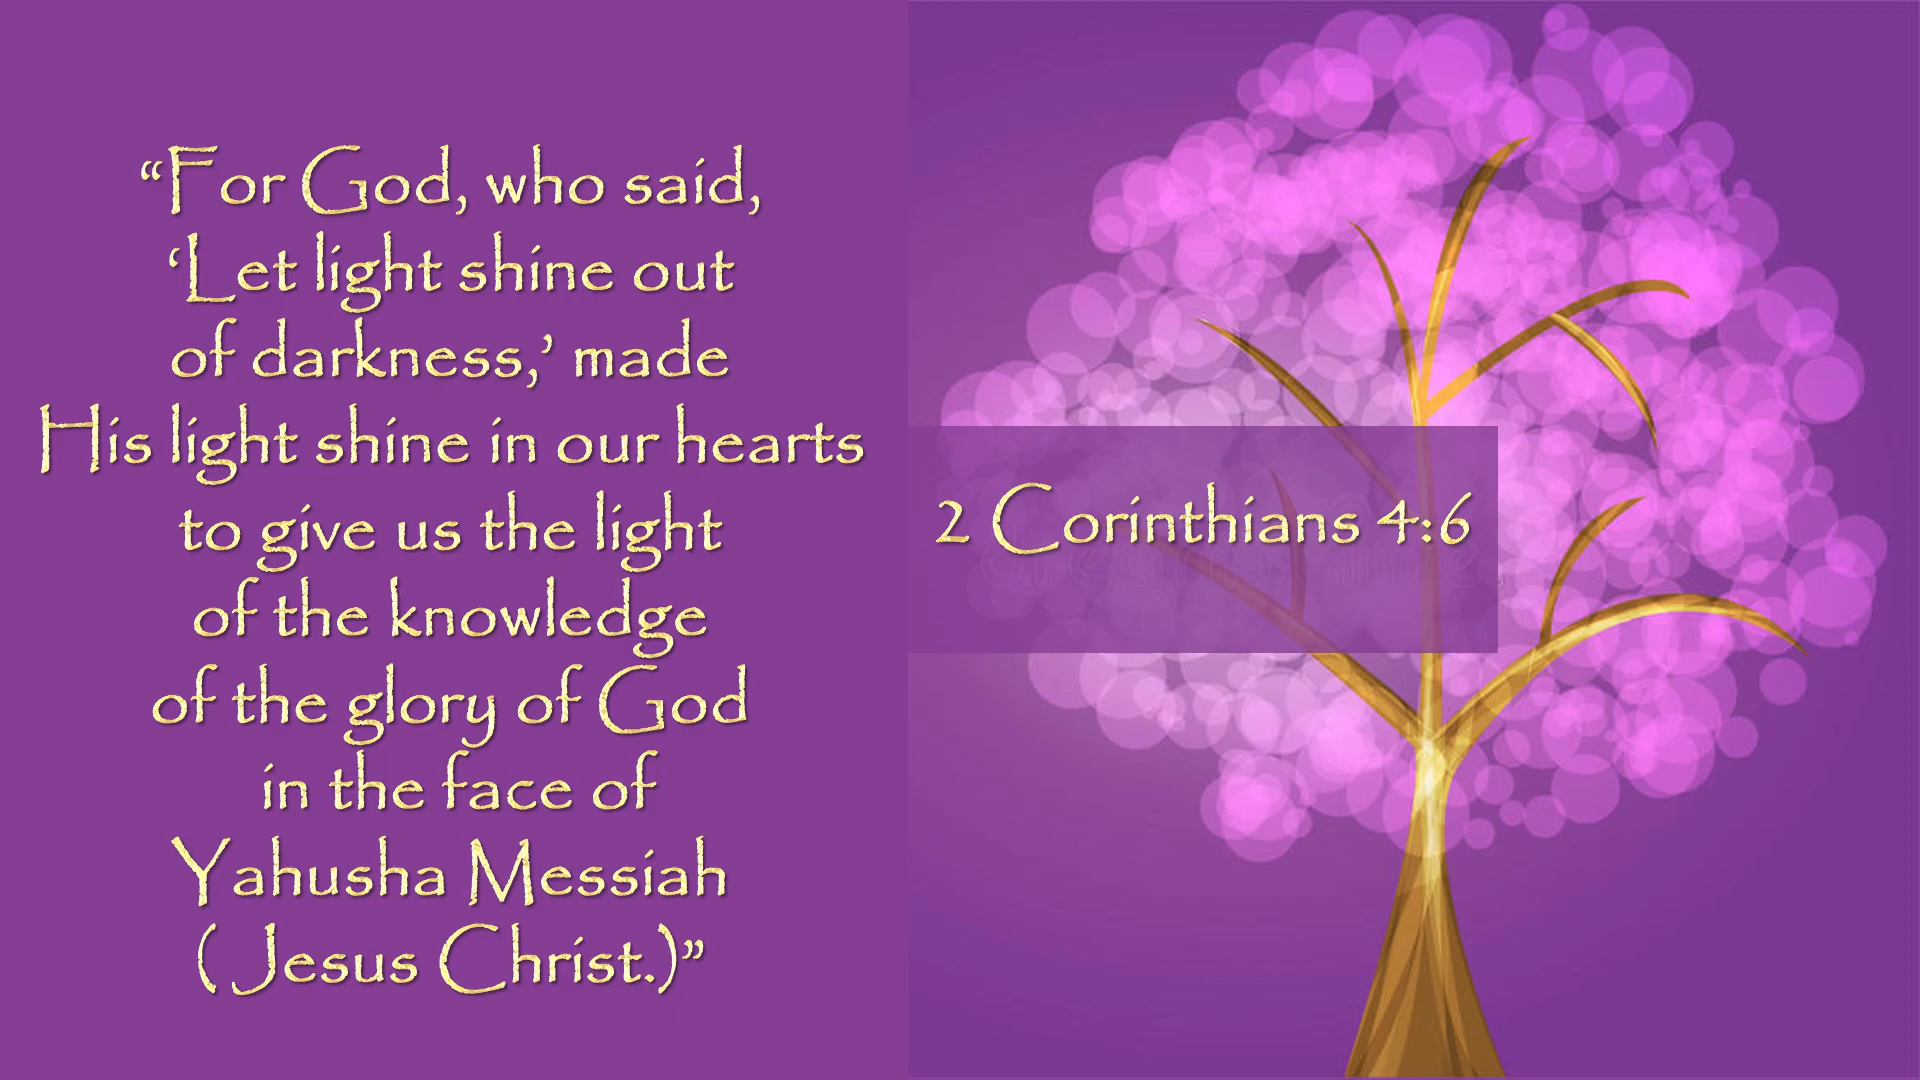 “For God, who said,
‘Let light shine out
of darkness,’ made
His light shine in our hearts
to give us the light
of the knowledge
of the glory of God
in the face of
Yahusha Messiah
(Jesus Christ.)”
2 Corinthians 4:6